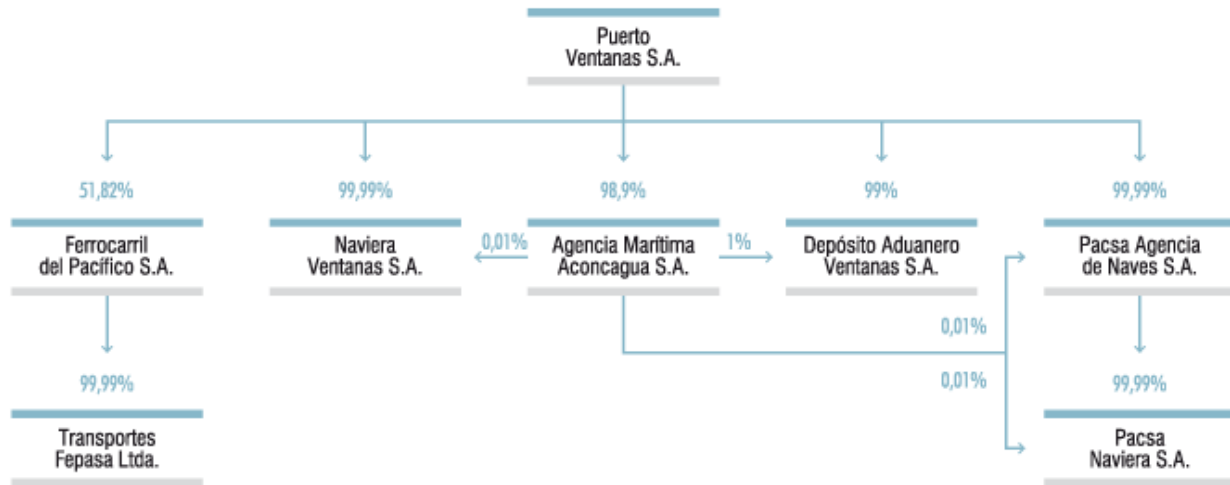 Puerto
Ventanas S.A.
51,82%
99,99%
98,9%
99%
99,99%
Ferrocarril
del Pacífico S.A.
Naviera
Ventanas S.A.
0,01%
Agencia Marítima
Aconcagua S.A.
1%
Depósito Aduanero
Ventanas S.A.
Pacsa Agencia
de Naves S.A.
0,01%
0,01%
99,99%
99,99%
Transportes
Fepasa Ltda.
Pacsa
Naviera S.A.